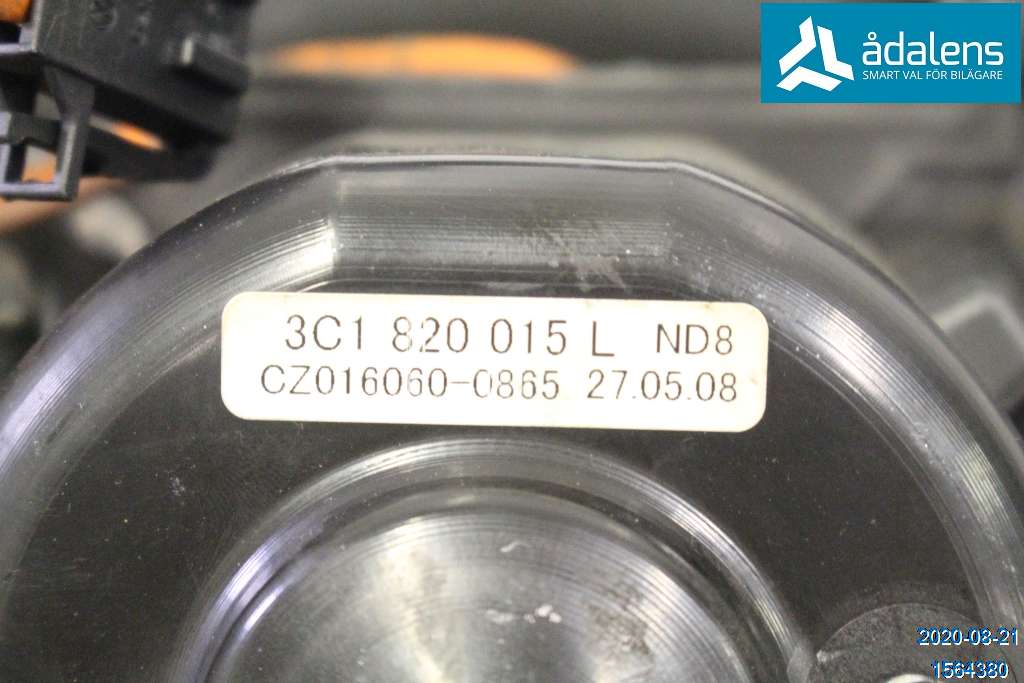 ådalens
SMART VAL FÖR BILÄGARE
3C1 820 015 L ND8
CZ016060-0865 27.05.08
2020-08-21
1564380